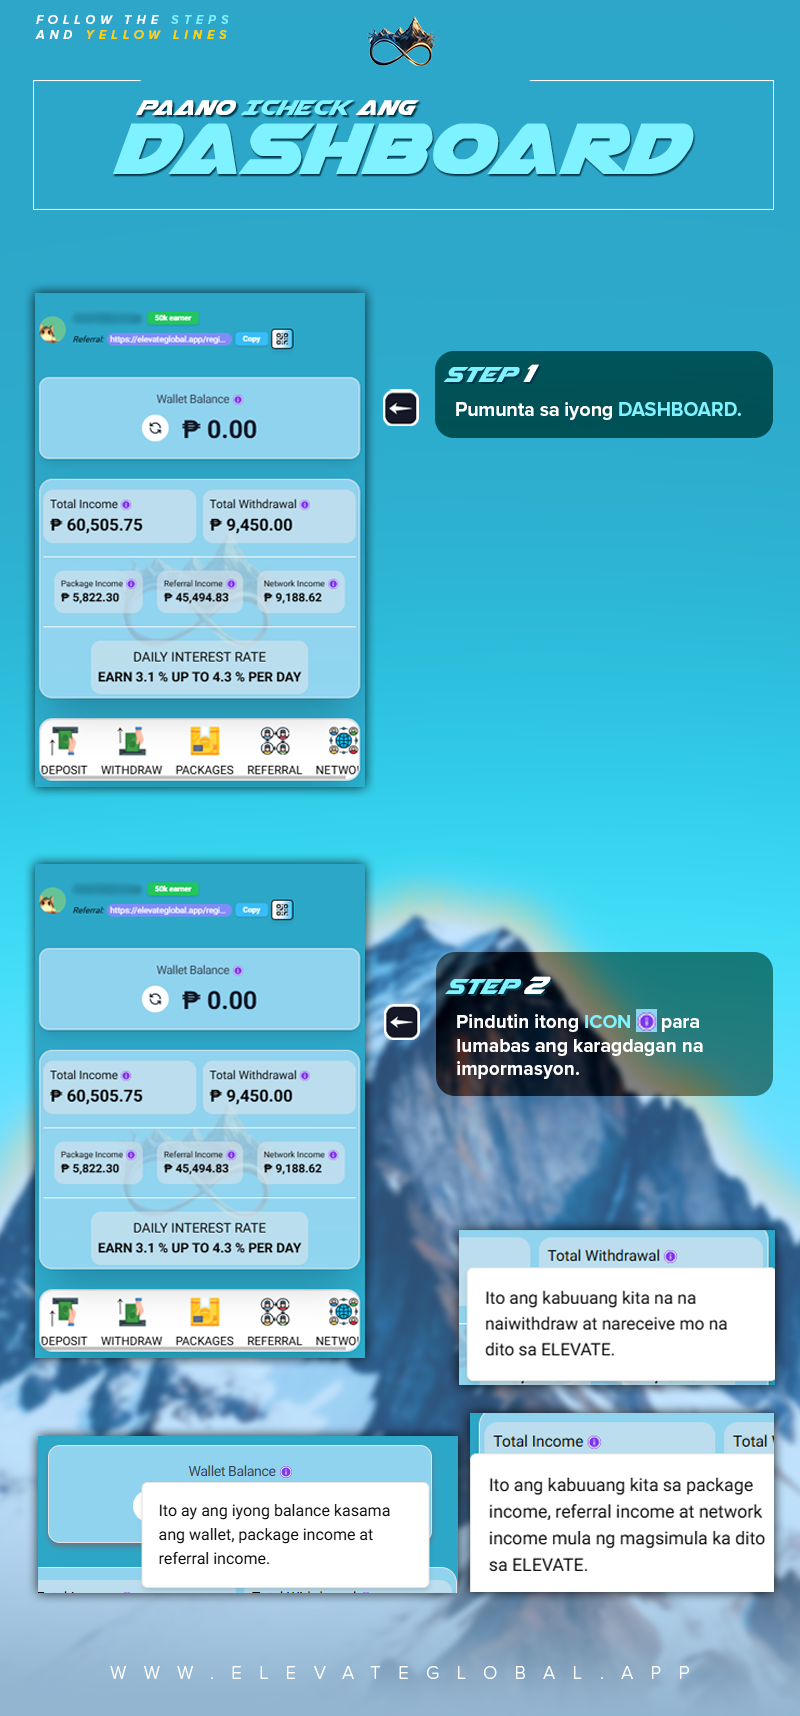 FOLLOW THE STEPS
AND YELLOW LINES
PAANO ICHECK ANG
DASHBOARD
50k earner
Referral: https://elevateglobal.app/regi... Copy
Wallet Balance
₱ 0.00
Total Income Total Withdrawal
₱ 60,505.75 ₱ 9,450.00
Package Income Referral Income Network Income
₱ 5,822.30 ₱ 45,494.83 ₱ 9,188.62
DAILY INTEREST RATE
EARN 3.1 % UP TO 4.3 % PER DAY
DEPOSIT WITHDRAW PACKAGES REFERRAL NETWO
STEP 1
Pumunta sa iyong DASHBOARD.
50k earner
Referral: https://elevateglobal.app/regi... Copy
Wallet Balance
₱ 0.00
Total Income Total Withdrawal
₱ 60,505.75 ₱ 9,450.00
Package Income Referral Income Network Income
₱ 5,822.30 ₱ 45,494.83 ₱ 9,188.62
DAILY INTEREST RATE
EARN 3.1 % UP TO 4.3 % PER DAY
DEPOSIT WITHDRAW PACKAGES REFERRAL NETWO
STEP 2
Pindutin itong ICON para
lumabas ang karagdagan na
impormasyon.
Total Withdrawal
Ito ang kabuuang kita na na
naiwithdraw at nareceive mo na
dito sa ELEVATE.
Wallet Balance
Ito ay ang iyong balance kasama
ang wallet, package income at
referral income.
Total Income Total
Ito ang kabuuang kita sa package
income, referral income at network
income mula ng magsimula ka dito
sa ELEVATE.
WWW.ELEVATEGLOBAL.APP